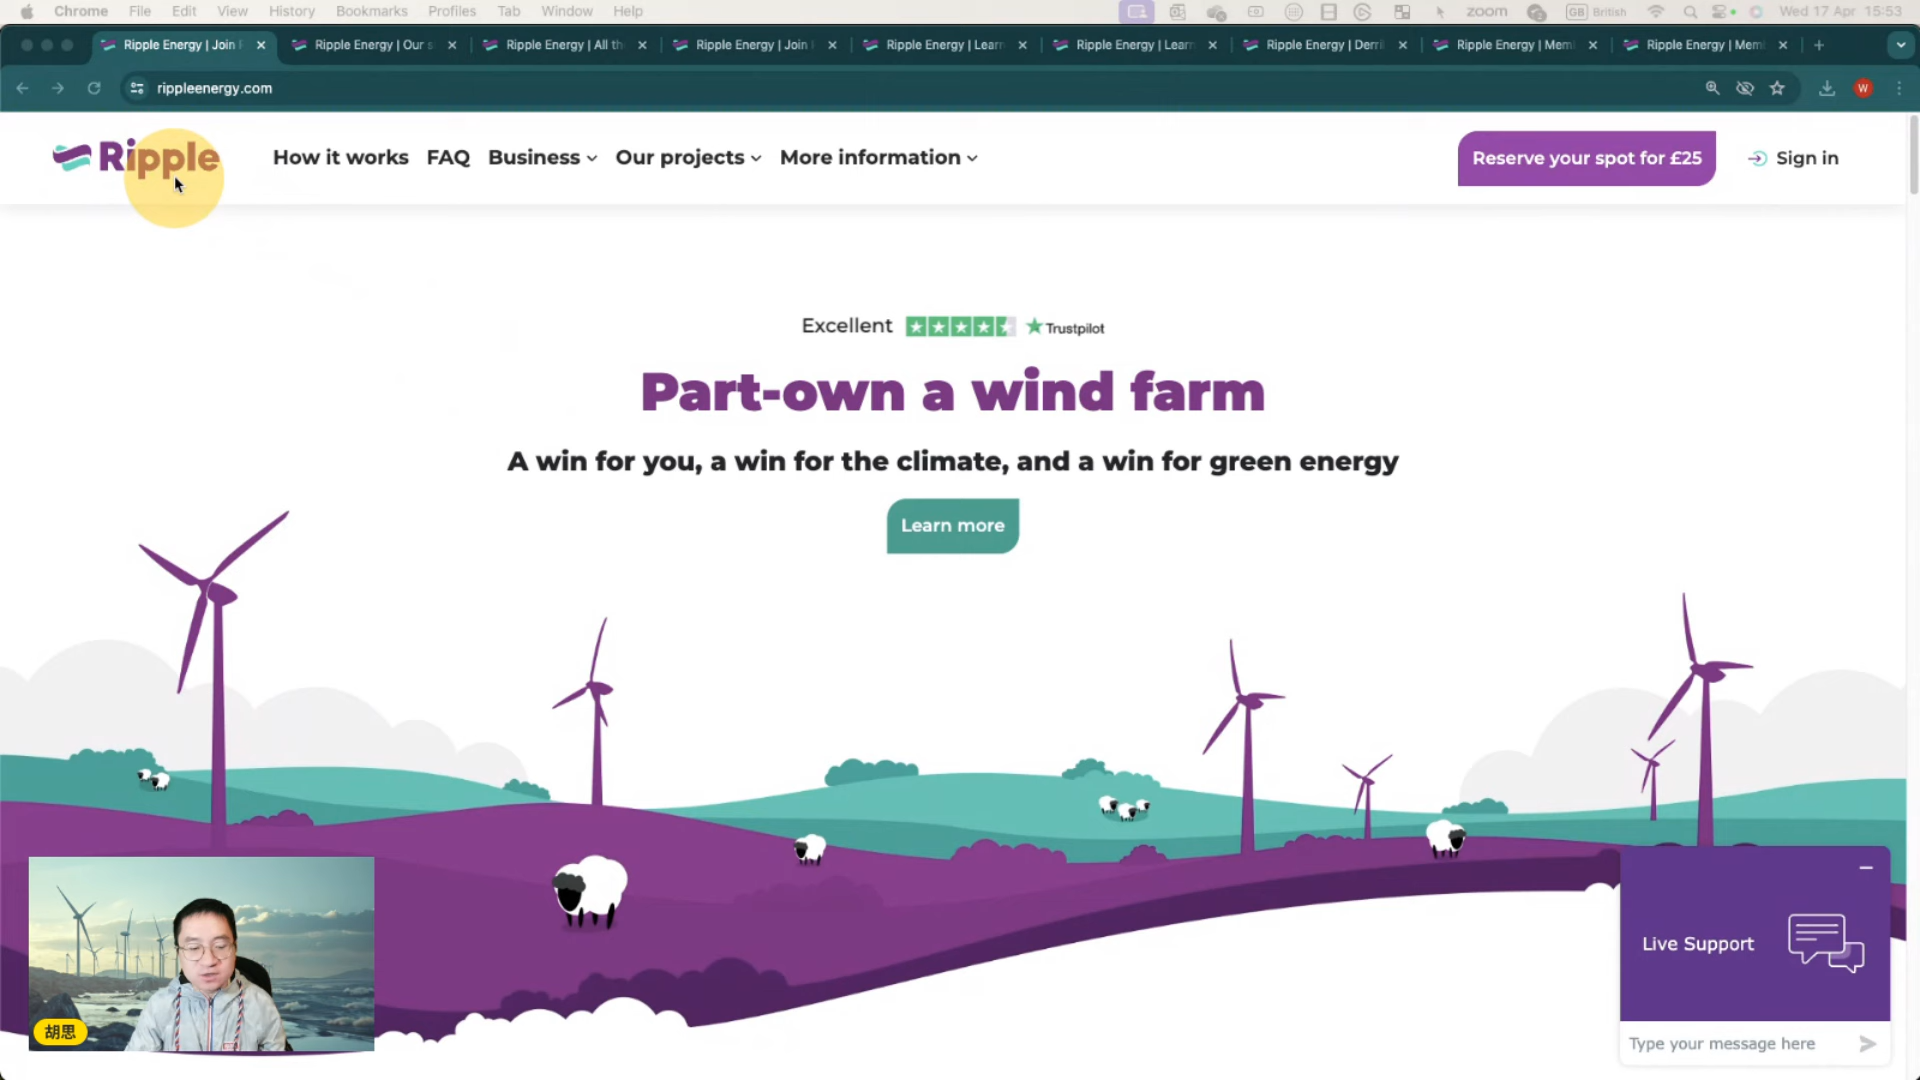 Chrome File Edit View History Bookmarks Profiles Tab Window Help zoom GB British Wed 17 Apr 15:53
Ripple Energy | Join Ripple Energy | Our s Ripple Energy | All th Ripple Energy | Join Ripple Energy | Learn Ripple Energy | Learn Ripple Energy | Derril Ripple Energy | Mem Ripple Energy | Mem
rippleenergy.com W
Ripple How it works FAQ Business Our projects More information Reserve your spot for £25 Sign in
Excellent Trustpilot
Part-own a wind farm
A win for you, a win for the climate, and a win for green energy
Learn more
Live Support
胡思
Type your message here